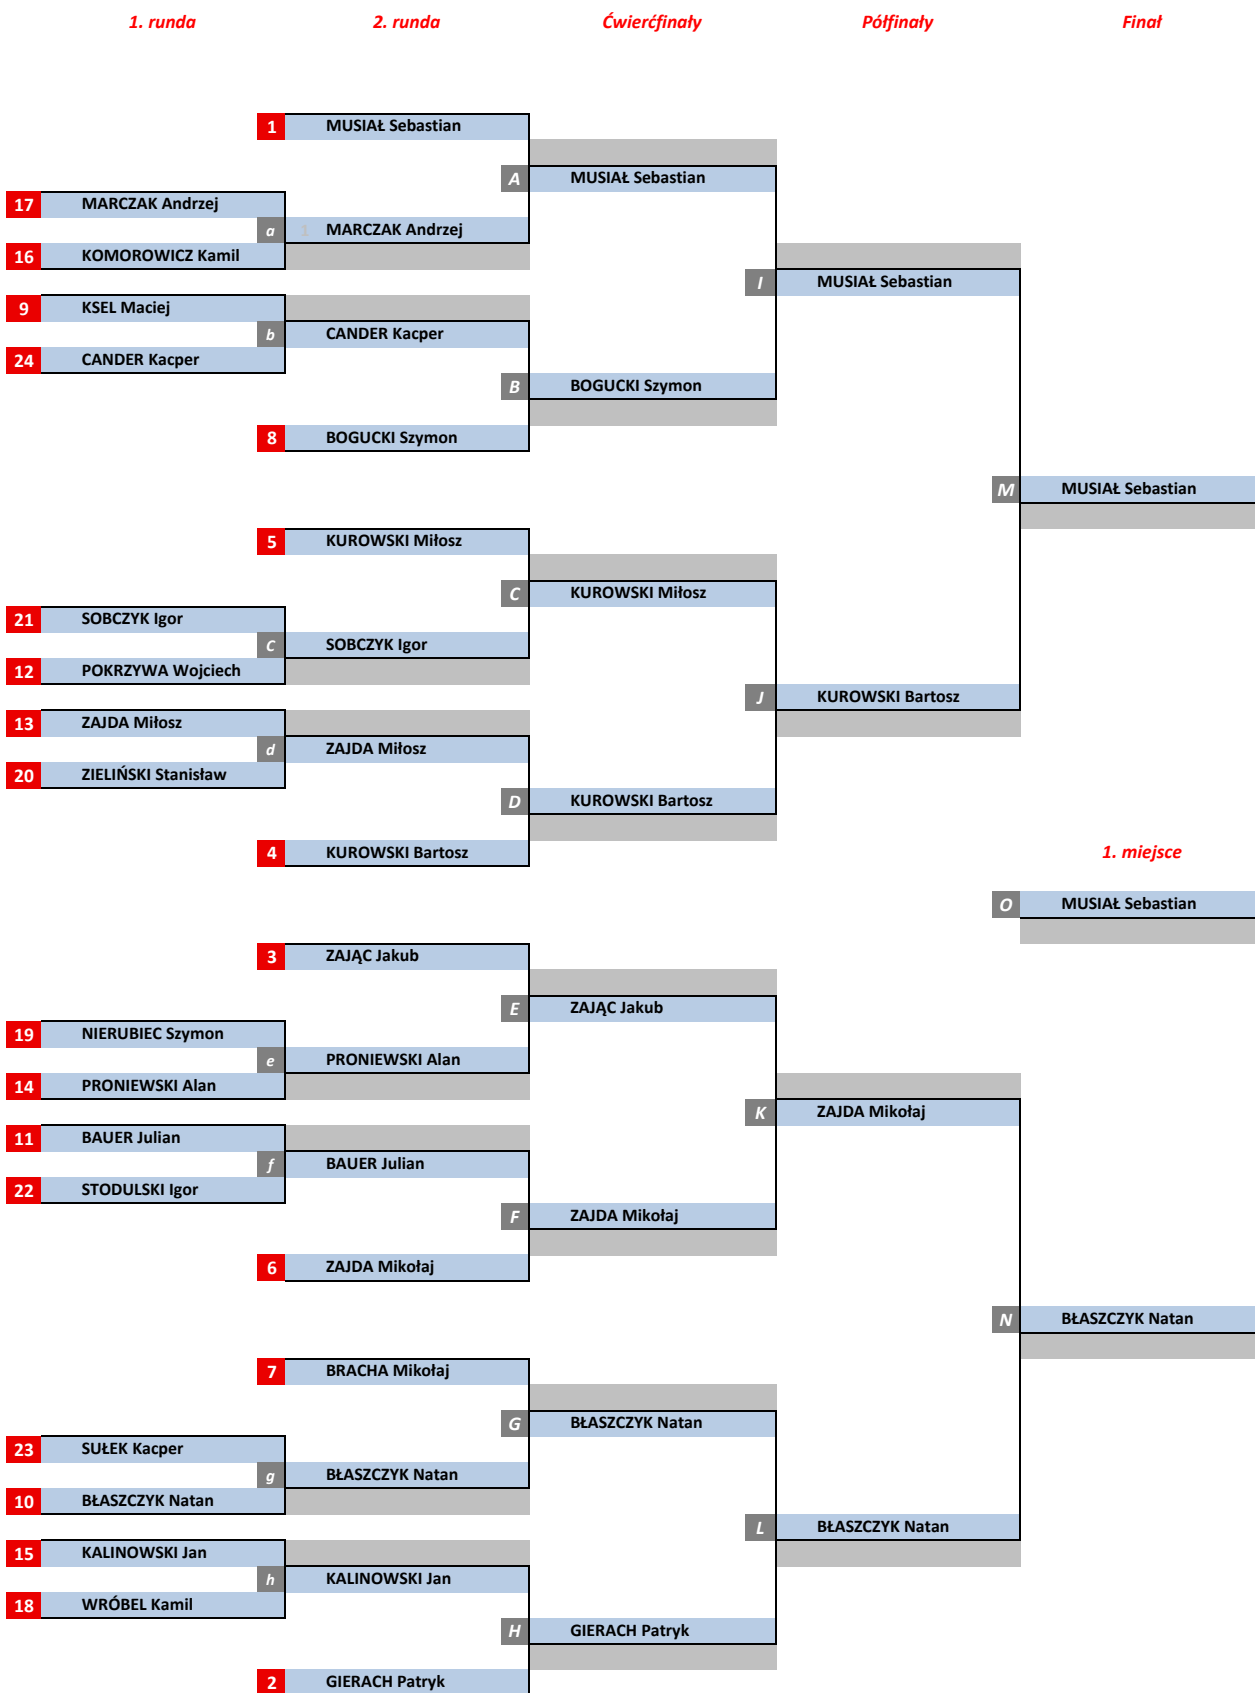 1. runda 2. runda Ćwierćfinały Półfinały Finał
1 MUSIAŁ Sebastian
A MUSIAŁ Sebastian
17 MARCZAK Andrzej
a 1 MARCZAK Andrzej
16 KOMOROWICZ Kamil
I MUSIAŁ Sebastian
9 KSEL Maciej
b CANDER Kacper
24 CANDER Kacper
B BOGUCKI Szymon
8 BOGUCKI Szymon
M MUSIAŁ Sebastian
5 KUROWSKI Miłosz
C KUROWSKI Miłosz
21 SOBCZYK Igor
C SOBCZYK Igor
12 POKRZYWA Wojciech
J KUROWSKI Bartosz
13 ZAJDA Miłosz
d ZAJDA Miłosz
20 ZIELIŃSKI Stanisław
D KUROWSKI Bartosz
4 KUROWSKI Bartosz
1. miejsce
O MUSIAŁ Sebastian
3 ZAJĄC Jakub
E ZAJĄC Jakub
19 NIERUBIEC Szymon
e PRONIEWSKI Alan
14 PRONIEWSKI Alan
K ZAJDA Mikołaj
11 BAUER Julian
f BAUER Julian
22 STODULSKI Igor
F ZAJDA Mikołaj
6 ZAJDA Mikołaj
N BŁASZCZYK Natan
7 BRACHA Mikołaj
G BŁASZCZYK Natan
23 SUŁEK Kacper
g BŁASZCZYK Natan
10 BŁASZCZYK Natan
L BŁASZCZYK Natan
15 KALINOWSKI Jan
h KALINOWSKI Jan
18 WRÓBEL Kamil
H GIERACH Patryk
2 GIERACH Patryk